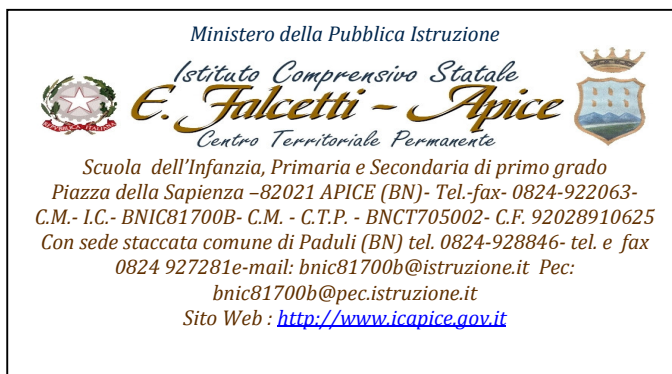 Ministero della Pubblica Istruzione
Istituto Comprensivo Statale
E. Falcetti - Apice
Centro Territoriale Permanente
REPVBBLICA ITALIANA
Scuola dell'Infanzia, Primaria e Secondaria di primo grado
Piazza della Sapienza –82021 APICE (BN)- Tel.-fax- 0824-922063-
C.M.- I.C.- BNIC81700B- C.M. - C.T.P. - BNCT705002- C.F. 92028910625
Con sede staccata comune di Paduli (BN) tel. 0824-928846- tel. e fax
0824 927281e-mail: bnic81700b@istruzione.it Pec:
bnic81700b@pec.istruzione.it
Sito Web : http://www.icapice.gov.it